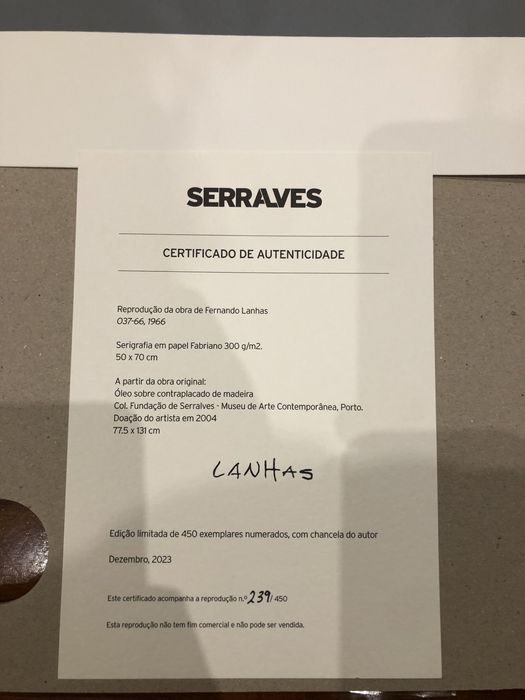 SERRALVES
CERTIFICADO DE AUTENTICIDADE
Reprodução da obra de Fernando Lanhas
O37-66, 1966
Serigrafia em papel Fabriano 300 g/m2.
50 x 70 cm
A partir da obra original:
Óleo sobre contraplacado de madeira
Col. Fundação de Serralves - Museu de Arte Contemporânea, Porto.
Doação do artista em 2004
77.5 x 131 cm
LANHAS
Edição limitada de 450 exemplares numerados, com chancela do autor
Dezembro, 2023
Este certificado acompanha a reprodução n.º 239/ 450
Esta reprodução não tem fim comercial e não pode ser vendida.